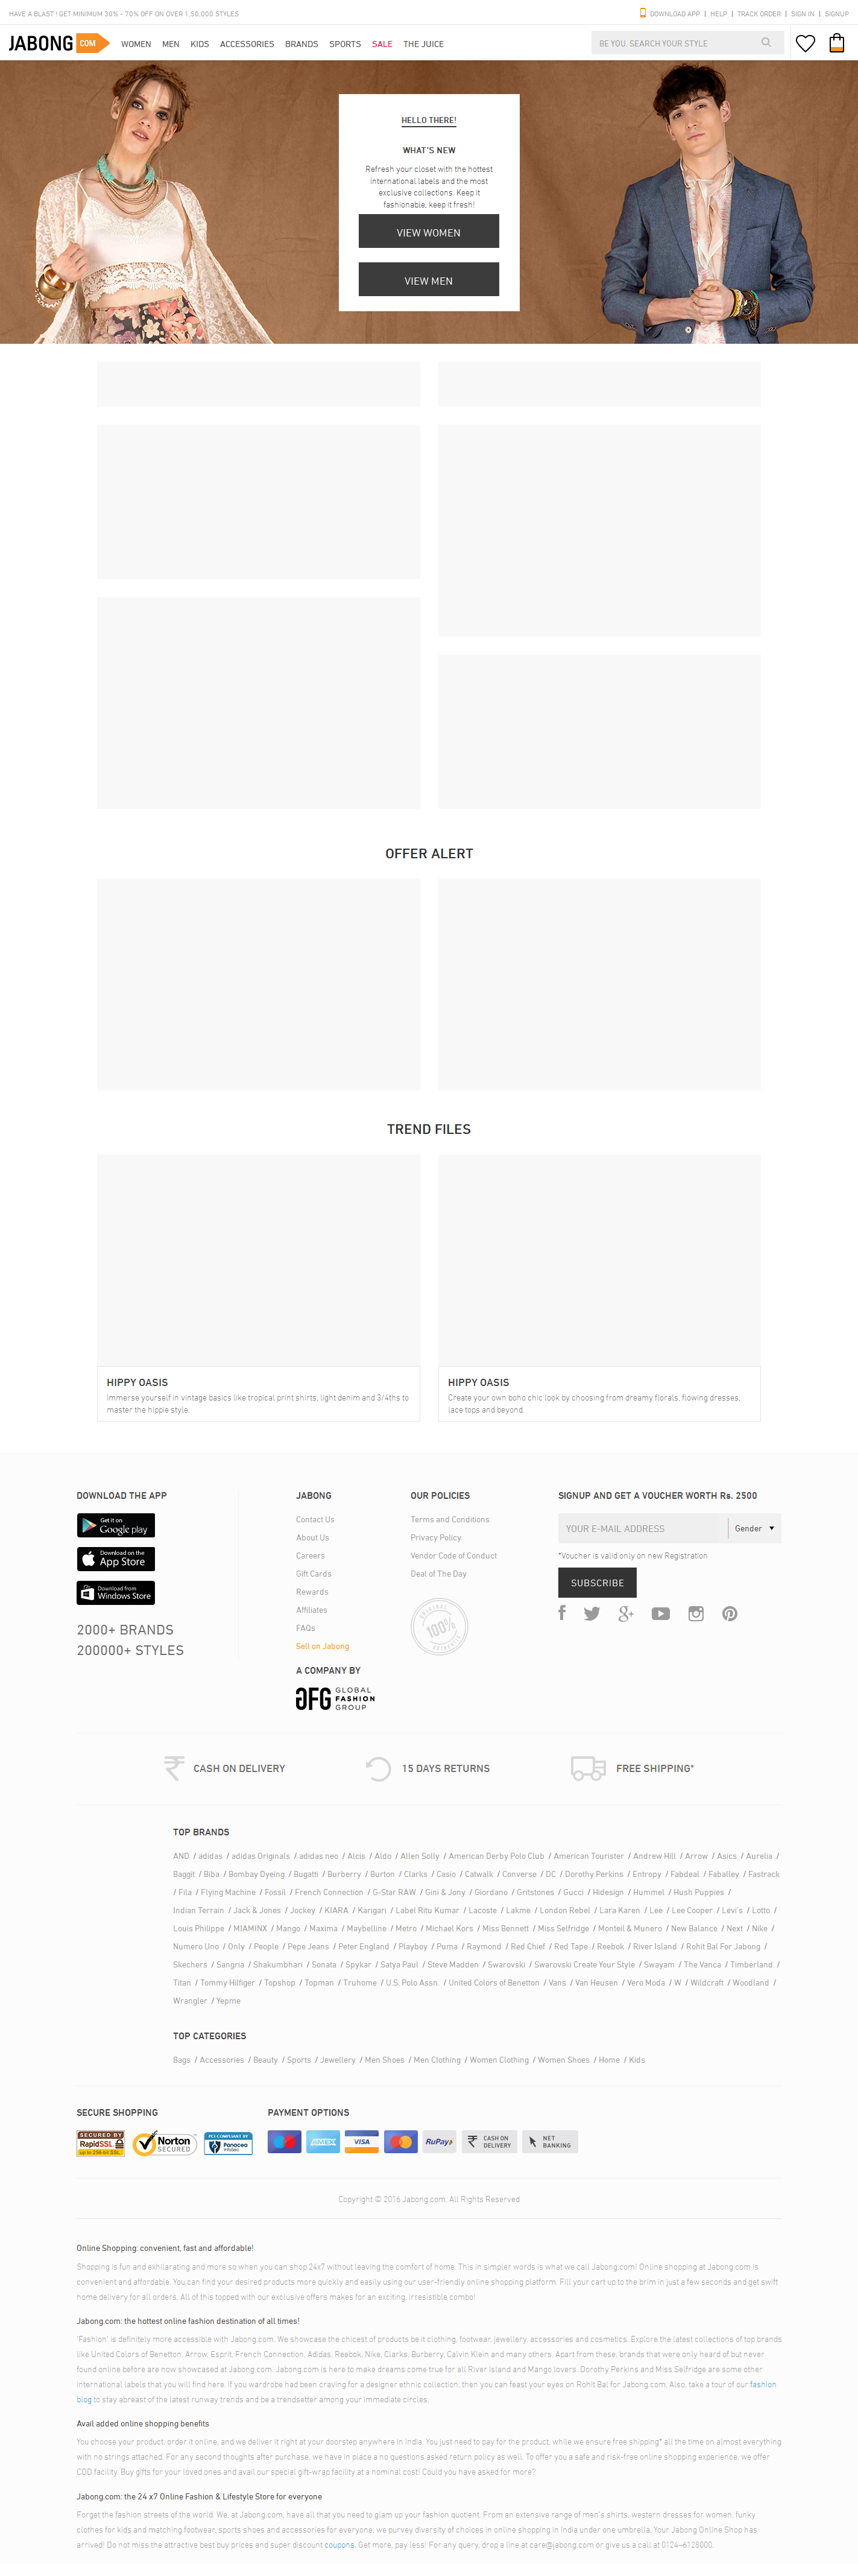 HAVE A BLAST ! GET MINIMUM 30% - 70% OFF ON OVER 1,50,000 STYLES
DOWNLOAD APP | HELP | TRACK ORDER | SIGN IN | SIGNUP
JABONG COM
WOMEN MEN KIDS ACCESSORIES BRANDS SPORTS SALE THE JUICE
BE YOU. SEARCH YOUR STYLE
HELLO THERE!
WHAT'S NEW
Refresh your closet with the hottest
international labels and the most
exclusive collections. Keep it
fashionable, keep it fresh!
VIEW WOMEN
VIEW MEN
OFFER ALERT
TREND FILES
HIPPY OASIS
Immerse yourself in vintage basics like tropical print shirts, light denim and 3/4ths to
master the hippie style.
HIPPY OASIS
Create your own boho chic look by choosing from dreamy florals, flowing dresses,
lace tops and beyond.
DOWNLOAD THE APP
Get it on
Google play
Download on the
App Store
Download from
Windows Store
2000+ BRANDS
200000+ STYLES
JABONG
Contact Us
About Us
Careers
Gift Cards
Rewards
Affiliates
FAQs
Sell on Jabong
A COMPANY BY
GFG GLOBAL
FASHION
GROUP
OUR POLICIES
Terms and Conditions
Privacy Policy
Vendor Code of Conduct
Deal of The Day
ORIGINAL
100%
AUTHENTIC
SIGNUP AND GET A VOUCHER WORTH Rs. 2500
YOUR E-MAIL ADDRESS
Gender
*Voucher is valid only on new Registration
SUBSCRIBE
CASH ON DELIVERY
15 DAYS RETURNS
FREE SHIPPING*
TOP BRANDS
AND / adidas / adidas Originals / adidas neo / Alcis / Aldo / Allen Solly / American Derby Polo Club / American Tourister / Andrew Hill / Arrow / Asics / Aurelia /
Baggit / Biba / Bombay Dyeing / Bugatti / Burberry / Burton / Clarks / Casio / Catwalk / Converse / DC / Dorothy Perkins / Entropy / Fabdeal / Faballey / Fastrack
/ Fila / Flying Machine / Fossil / French Connection / G-Star RAW / Gini & Jony / Giordano / Gritstones / Gucci / Hidesign / Hummel / Hush Puppies /
Indian Terrain / Jack & Jones / Jockey / KIARA / Karigari / Label Ritu Kumar / Lacoste / Lakme / London Rebel / Lara Karen / Lee / Lee Cooper / Levi's / Lotto /
Louis Philippe / MIAMINX / Mango / Maxima / Maybelline / Metro / Michael Kors / Miss Bennett / Miss Selfridge / Monteil & Munero / New Balance / Next / Nike /
Numero Uno / Only / People / Pepe Jeans / Peter England / Playboy / Puma / Raymond / Red Chief / Red Tape / Reebok / River Island / Rohit Bal For Jabong /
Skechers / Sangria / Shakumbhari / Sonata / Spykar / Satya Paul / Steve Madden / Swarovski / Swarovski Create Your Style / Swayam / The Vanca / Timberland /
Titan / Tommy Hilfiger / Topshop / Topman / Truhome / U.S. Polo Assn. / United Colors of Benetton / Vans / Van Heusen / Vero Moda / W / Wildcraft / Woodland /
Wrangler / Yepme
TOP CATEGORIES
Bags / Accessories / Beauty / Sports / Jewellery / Men Shoes / Men Clothing / Women Clothing / Women Shoes / Home / Kids
SECURE SHOPPING
SECURED BY
RapidSSL
up to 256-bit SSL
Norton
SECURED
PCI COMPLIANT BY
Panacea
PAYMENT OPTIONS
AMEX
VISA
RuPay
CASH ON
DELIVERY
NET
BANKING
Copyright © 2016 Jabong.com. All Rights Reserved
Online Shopping: convenient, fast and affordable!
Shopping is fun and exhilarating and more so when you can shop 24x7 without leaving the comfort of home. This in simpler words is what we call Jabong.com! Online shopping at Jabong.com is
convenient and affordable. You can find your desired products more quickly and easily using our user-friendly online shopping platform. Fill your cart up to the brim in just a few seconds and get swift
home delivery for all orders. All of this topped with our exclusive offers makes for an exciting, irresistible combo!
Jabong.com: the hottest online fashion destination of all times!
'Fashion' is definitely more accessible with Jabong.com. We showcase the chicest of products be it clothing, footwear, jewellery, accessories and cosmetics. Explore the latest collections of top brands
like United Colors of Benetton, Arrow, Esprit, French Connection, Adidas, Reebok, Nike, Clarks, Burberry, Calvin Klein and many others. Apart from these, brands that were only heard of but never
found online before are now showcased at Jabong.com. Jabong.com is here to make dreams come true for all River Island and Mango lovers. Dorothy Perkins and Miss Selfridge are some other
international labels that you will find here. If you wardrobe had been craving for a designer ethnic collection, then you can feast your eyes on Rohit Bal for Jabong.com. Also, take a tour of our fashion
blog to stay abreast of the latest runway trends and be a trendsetter among your immediate circles.
Avail added online shopping benefits
You choose your product, order it online, and we deliver it right at your doorstep anywhere in India. You just need to pay for the product, while we ensure free shipping* all the time on almost everything
with no strings attached. For any second thoughts after purchase, we have in place a no questions asked return policy as well. To offer you a safe and risk-free online shopping experience, we offer
COD facility. Buy gifts for your loved ones and avail our special gift-wrap facility at a nominal cost! Could you have asked for more?
Jabong.com: the 24 x7 Online Fashion & Lifestyle Store for everyone
Forget the fashion streets of the world. We, at Jabong.com, have all that you need to glam up your fashion quotient. From an extensive range of men's shirts, western dresses for women, funky
clothes for kids and matching footwear, sports shoes and accessories for everyone, we purvey diversity of choices in online shopping in India under one umbrella. Your Jabong Online Shop has
arrived! Do not miss the attractive best buy prices and super discount coupons. Get more, pay less! For any query, drop a line at care@jabong.com or give us a call at 0124-6128000.